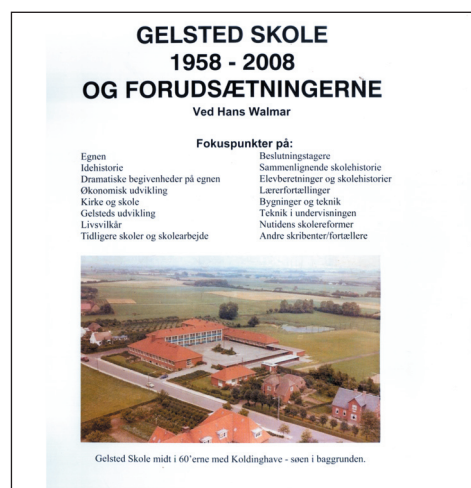 GELSTED SKOLE
1958 - 2008
OG FORUDSÆTNINGERNE
Ved Hans Walmar
Fokuspunkter på:
Egnen
Idehistorie
Dramatiske begivenheder på egnen
Økonomisk udvikling
Kirke og skole
Gelsteds udvikling
Livsvilkår
Tidligere skoler og skolearbejde
Beslutningstagere
Sammenlignende skolehistorie
Elevberetninger og skolehistorier
Lærerfortællinger
Bygninger og teknik
Teknik i undervisningen
Nutidens skolereformer
Andre skribenter/fortællere
Gelsted Skole midt i 60'erne med Koldinghave - søen i baggrunden.